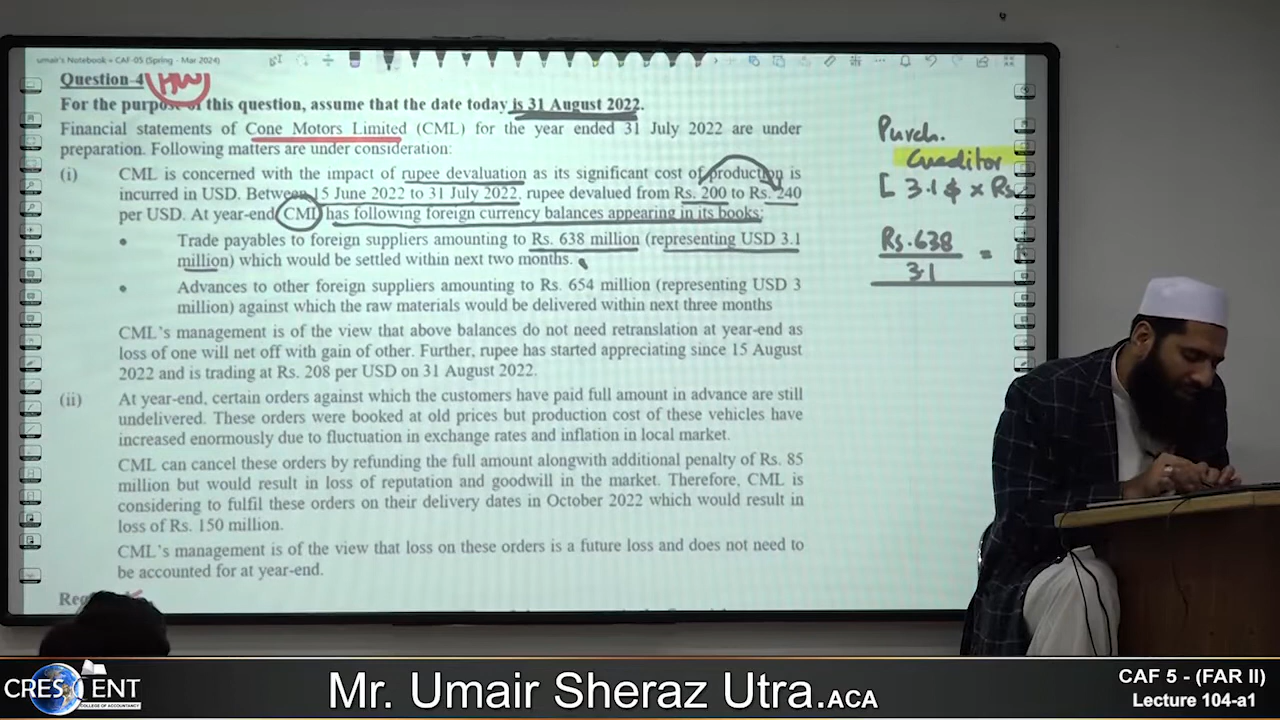 umair's Notebook » CAF-05 (Spring - Mar 2024)
Question-4
HW
For the purpose of this question, assume that the date today is 31 August 2022.
Financial statements of Cone Motors Limited (CML) for the year ended 31 July 2022 are under
preparation. Following matters are under consideration:
(i) CML is concerned with the impact of rupee devaluation as its significant cost of production is
incurred in USD. Between 15 June 2022 to 31 July 2022, rupee devalued from Rs. 200 to Rs. 240
per USD. At year-end CML has following foreign currency balances appearing in its books:
• Trade payables to foreign suppliers amounting to Rs. 638 million (representing USD 3.1
million) which would be settled within next two months.
• Advances to other foreign suppliers amounting to Rs. 654 million (representing USD 3
million) against which the raw materials would be delivered within next three months
CML's management is of the view that above balances do not need retranslation at year-end as
loss of one will net off with gain of other. Further, rupee has started appreciating since 15 August
2022 and is trading at Rs. 208 per USD on 31 August 2022.
(ii) At year-end, certain orders against which the customers have paid full amount in advance are still
undelivered. These orders were booked at old prices but production cost of these vehicles have
increased enormously due to fluctuation in exchange rates and inflation in local market.
CML can cancel these orders by refunding the full amount alongwith additional penalty of Rs. 85
million but would result in loss of reputation and goodwill in the market. Therefore, CML is
considering to fulfil these orders on their delivery dates in October 2022 which would result in
loss of Rs. 150 million.
CML's management is of the view that loss on these orders is a future loss and does not need to
be accounted for at year-end.
Purch.
Creditor
[ 3.1 $ × Rs
Rs.638
3.1
=
CRESCENT
COLLEGE OF ACCOUNTANCY
Mr. Umair Sheraz Utra.ACA
CAF 5 - (FAR II)
Lecture 104-a1